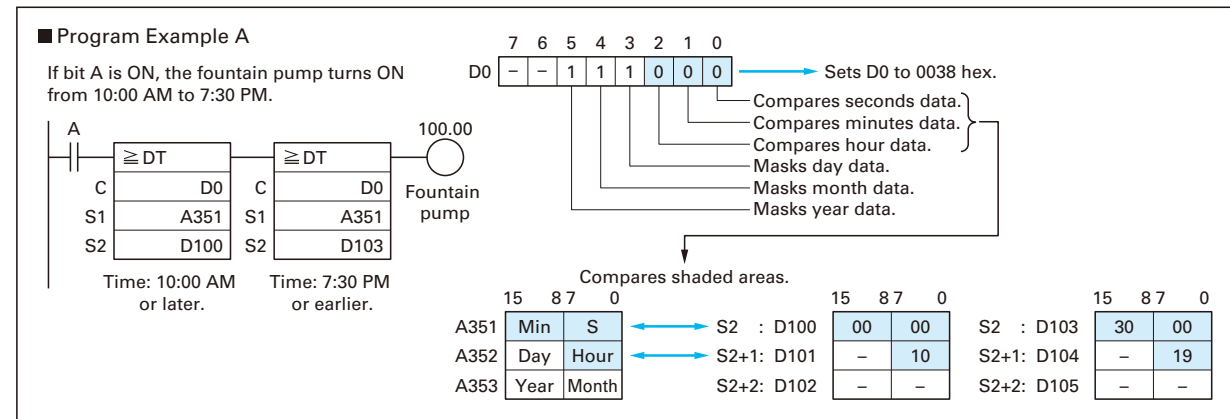 ■ Program Example A
If bit A is ON, the fountain pump turns ON
from 10:00 AM to 7:30 PM.
A
100.00
≧DT
≧DT
C D0
C D0
S1 A351
S1 A351
S2 D100
S2 D103
Fountain
pump
Time: 10:00 AM
or later.
Time: 7:30 PM
or earlier.
7 6 5 4 3 2 1 0
D0 – – 1 1 1 0 0 0
Sets D0 to 0038 hex.
Compares seconds data.
Compares minutes data.
Compares hour data.
Masks day data.
Masks month data.
Masks year data.
Compares shaded areas.
15 8 7 0
15 8 7 0
15 8 7 0
A351 Min S
S2 : D100 00 00
S2 : D103 30 00
A352 Day Hour
S2+1: D101 – 10
S2+1: D104 – 19
A353 Year Month
S2+2: D102 – –
S2+2: D105 – –